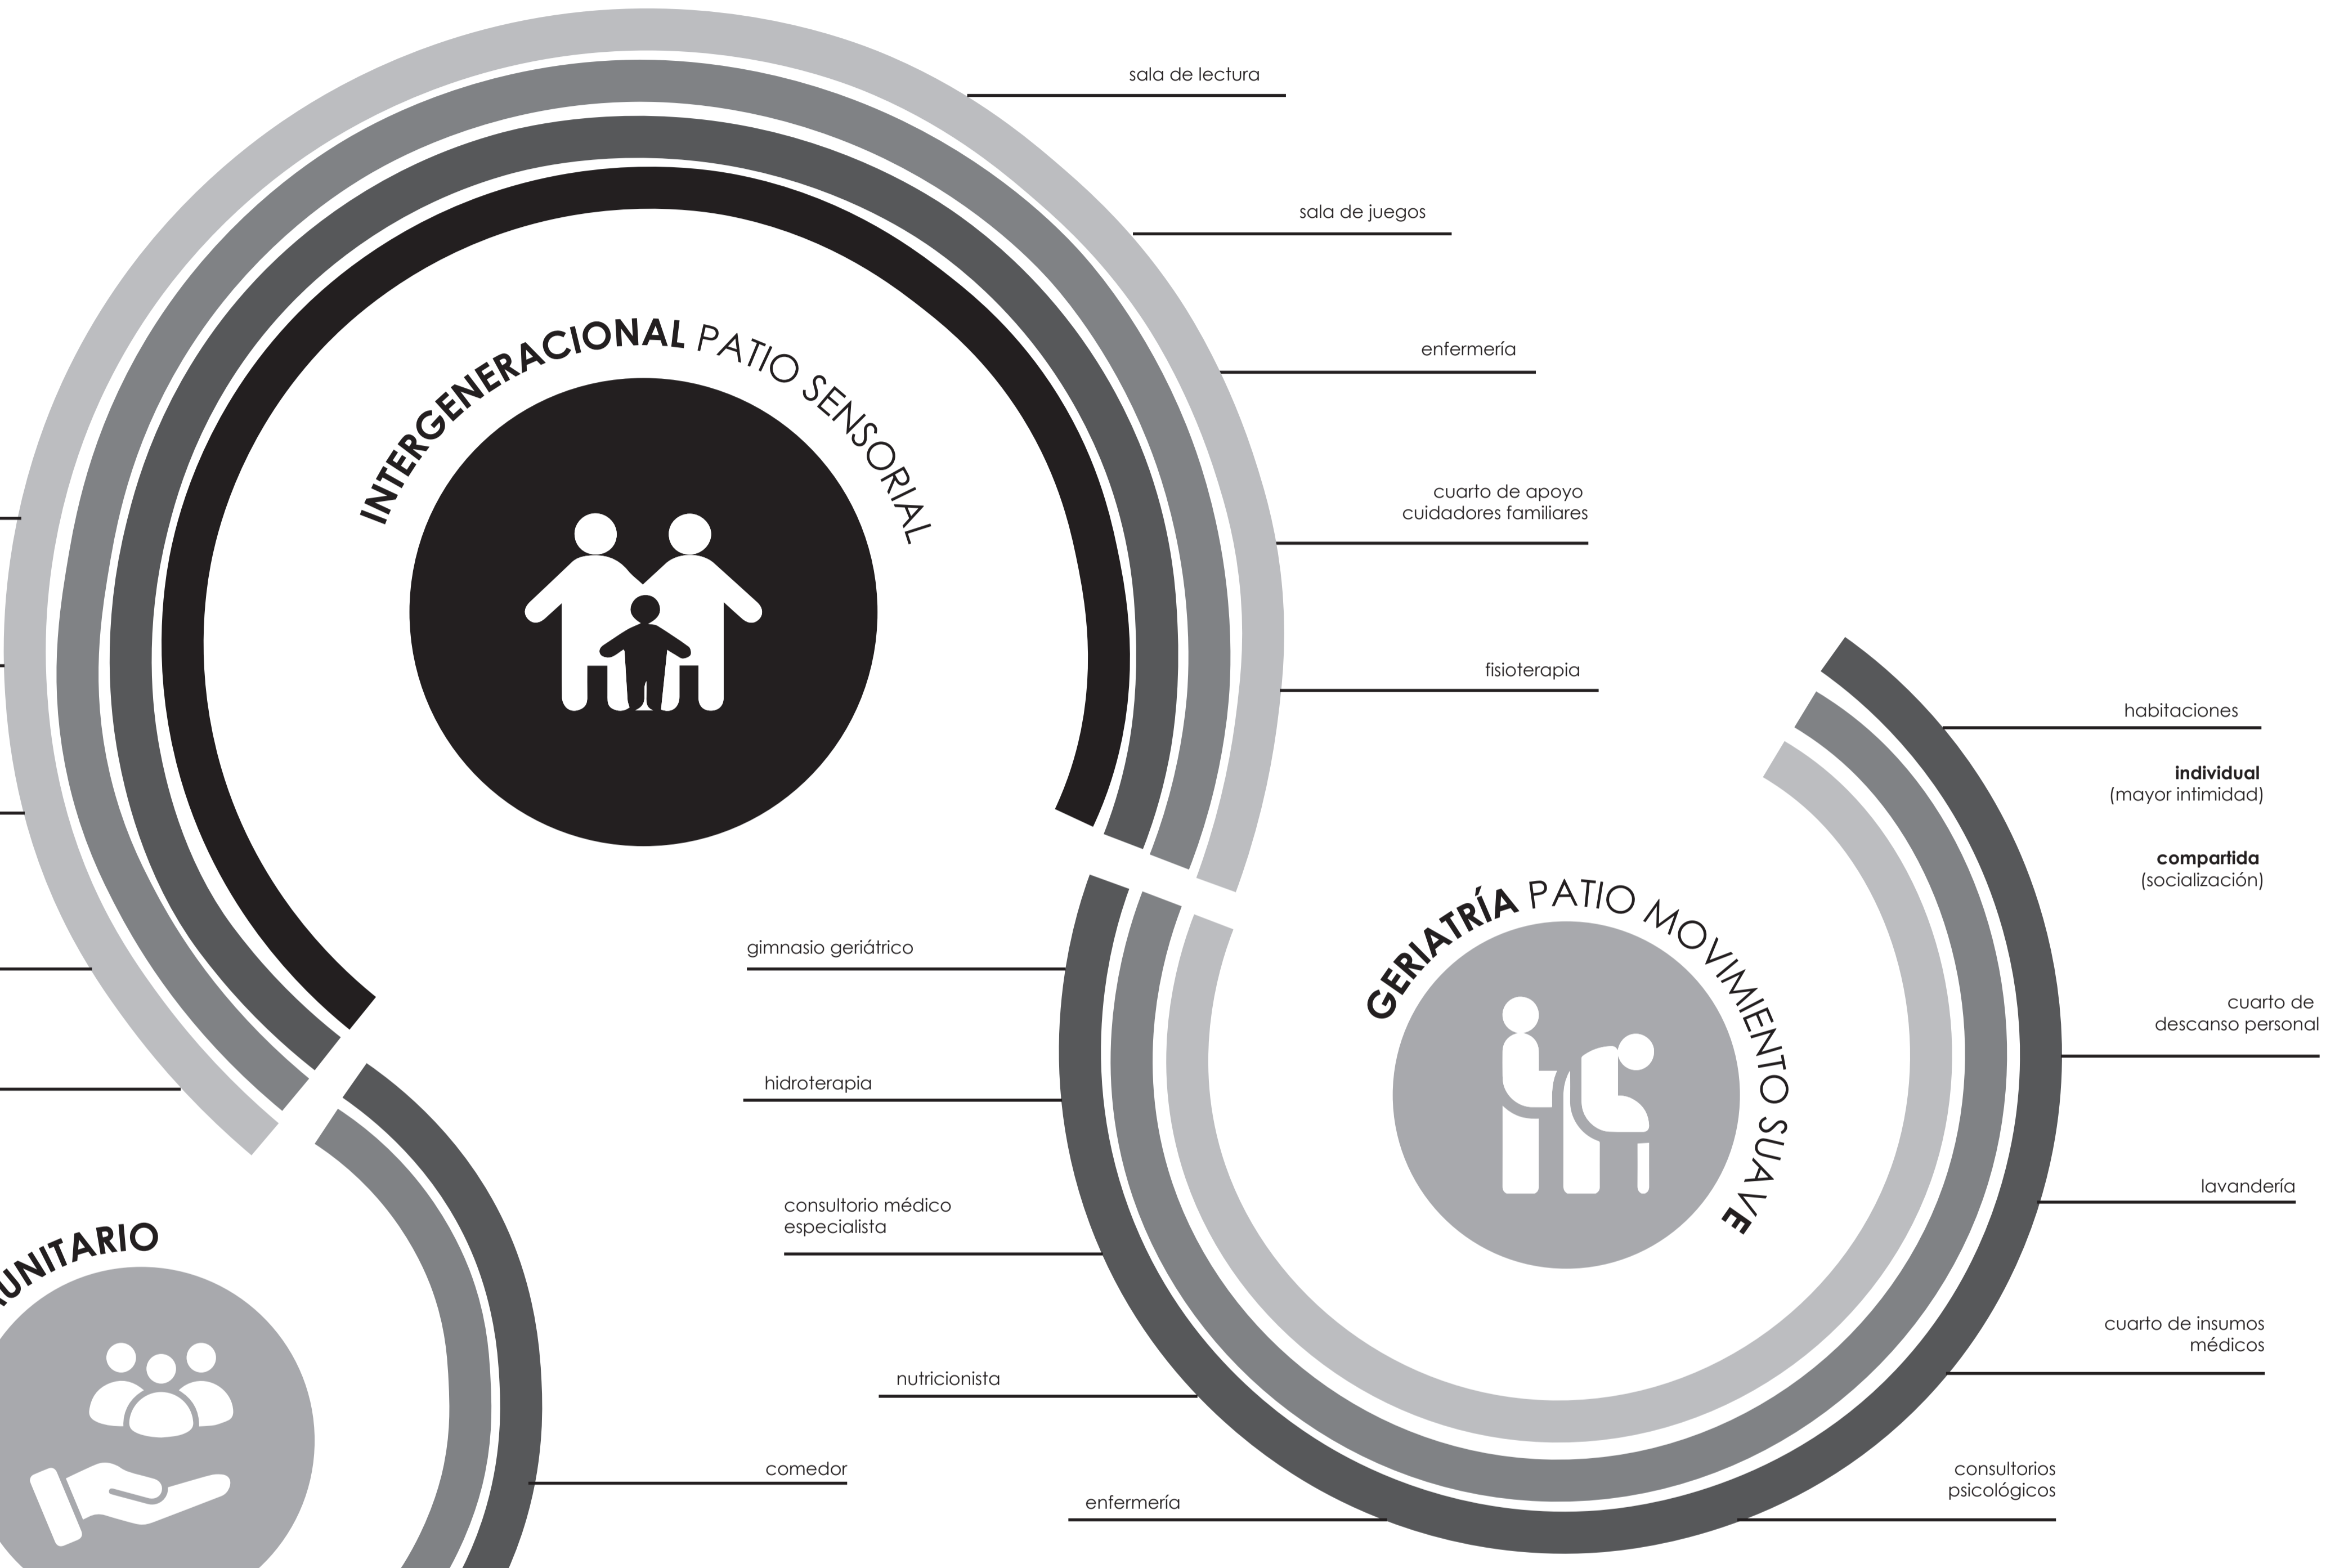 sala de lectura
sala de juegos
enfermería
cuarto de apoyo
cuidadores familiares
fisioterapia
INTERGENERACIONAL PATIO SENSORIAL
habitaciones
individual
(mayor intimidad)
compartida
(socialización)
cuarto de
descanso personal
lavandería
cuarto de insumos
médicos
consultorios
psicológicos
GERIATRÍA PATIO MOVIMIENTO SUAVE
gimnasio geriátrico
hidroterapia
consultorio médico
especialista
nutricionista
enfermería
comedor
UNITARIO